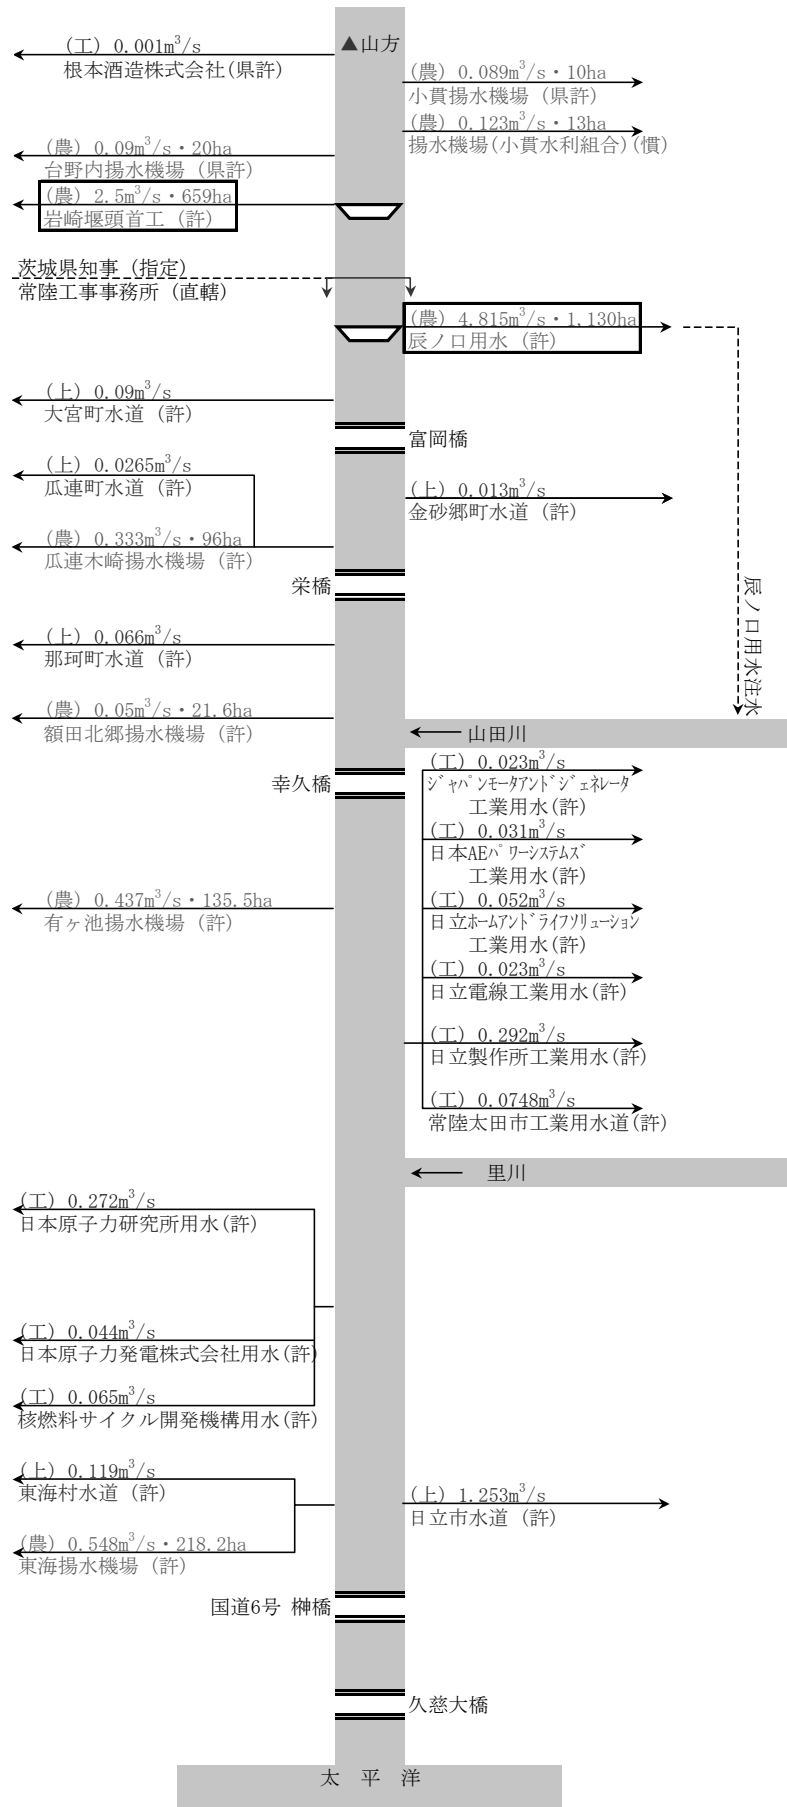 (工) 0.001m³/s
根本酒造株式会社(県許)
▲山方
(農) 0.089m³/s・10ha
小貫揚水機場 (県許)
(農) 0.123m³/s・13ha
揚水機場(小貫水利組合)(慣)
(農) 0.09m³/s・20ha
台野内揚水機場 (県許)
(農) 2.5m³/s・659ha
岩崎堰頭首工 (許)
茨城県知事 (指定)
常陸工事事務所 (直轄)
(農) 4.815m³/s・1,130ha
辰ノ口用水 (許)
(上) 0.09m³/s
大宮町水道 (許)
富岡橋
(上) 0.0265m³/s
瓜連町水道 (許)
(上) 0.013m³/s
金砂郷町水道 (許)
(農) 0.333m³/s・96ha
瓜連木崎揚水機場 (許)
栄橋
辰ノ口用水注水
(上) 0.066m³/s
那珂町水道 (許)
(農) 0.05m³/s・21.6ha
額田北郷揚水機場 (許)
山田川
幸久橋
(工) 0.023m³/s
ｼﾞｬﾊﾟﾝﾓｰﾀｱﾝﾄﾞｼﾞｪﾈﾚｰﾀ
工業用水(許)
(工) 0.031m³/s
日本AEﾊﾟﾜｰｼｽﾃﾑｽﾞ
工業用水(許)
(農) 0.437m³/s・135.5ha
有ヶ池揚水機場 (許)
(工) 0.052m³/s
日立ﾎｰﾑｱﾝﾄﾞﾗｲﾌｿﾘｭｰｼｮﾝ
工業用水(許)
(工) 0.023m³/s
日立電線工業用水(許)
(工) 0.292m³/s
日立製作所工業用水(許)
(工) 0.0748m³/s
常陸太田市工業用水道(許)
里川
(工) 0.272m³/s
日本原子力研究所用水(許)
(工) 0.044m³/s
日本原子力発電株式会社用水(許)
(工) 0.065m³/s
核燃料サイクル開発機構用水(許)
(上) 0.119m³/s
東海村水道 (許)
(上) 1.253m³/s
日立市水道 (許)
(農) 0.548m³/s・218.2ha
東海揚水機場 (許)
国道6号 榊橋
久慈大橋
太 平 洋